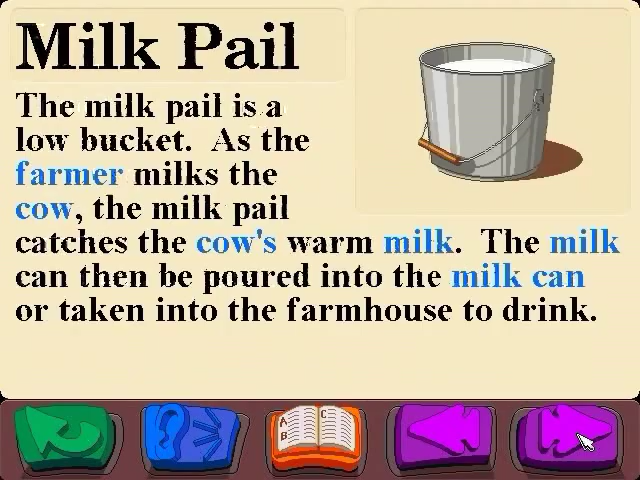 Milk Pail
The milk pail is a
low bucket.  As the
farmer milks the
cow, the milk pail
catches the cow's warm milk.  The milk
can then be poured into the milk can
or taken into the farmhouse to drink.
A
B
C